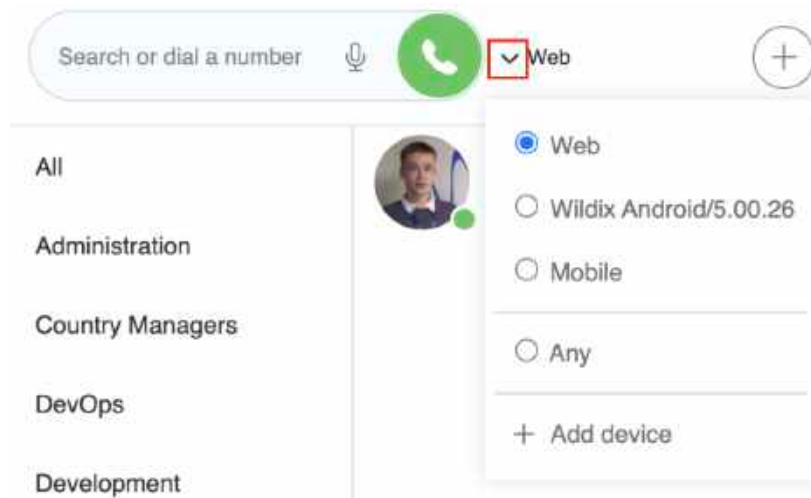 Search or dial a number
Web
All
Administration
Country Managers
DevOps
Development
Web
Wildix Android/5.00.26
Mobile
Any
+ Add device